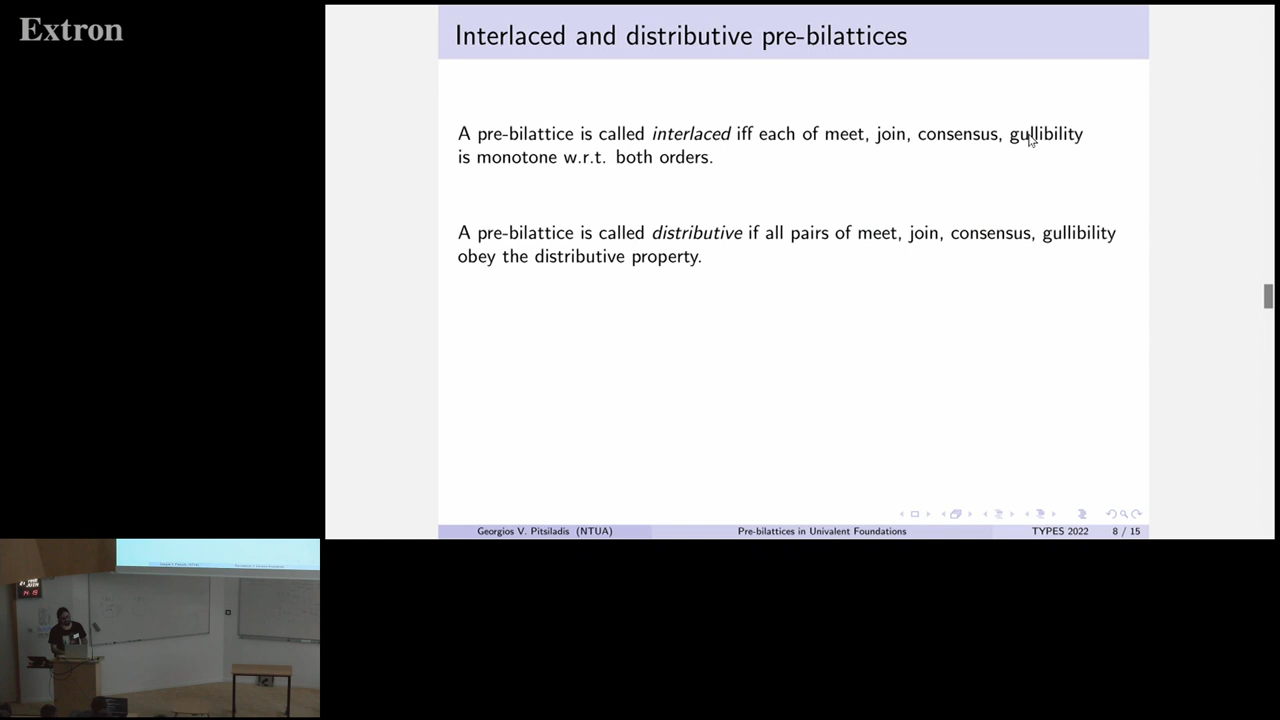 Extron
Interlaced and distributive pre-bilattices
A pre-bilattice is called interlaced iff each of meet, join, consensus, gullibility
is monotone w.r.t. both orders.
A pre-bilattice is called distributive if all pairs of meet, join, consensus, gullibility
obey the distributive property.
Georgios V. Pitsiladis (NTUA)
Pre-bilattices in Univalent Foundations
TYPES 2022
8 / 15